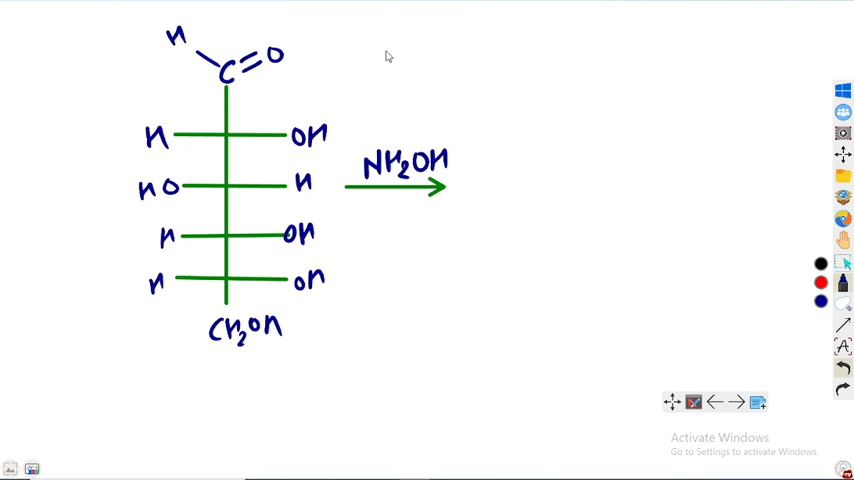 H
C=O
H OH
NH₂OH
HO H
H OH
H OH
CH₂OH
Activate Windows
Go to Settings to activate Windows.